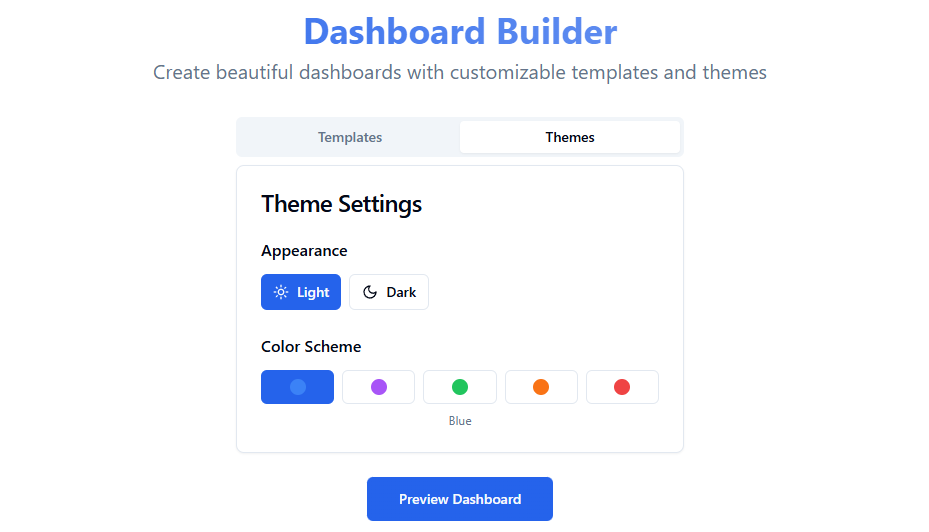 Dashboard Builder
Create beautiful dashboards with customizable templates and themes
Templates Themes
Theme Settings
Appearance
Light Dark
Color Scheme
Blue
Preview Dashboard